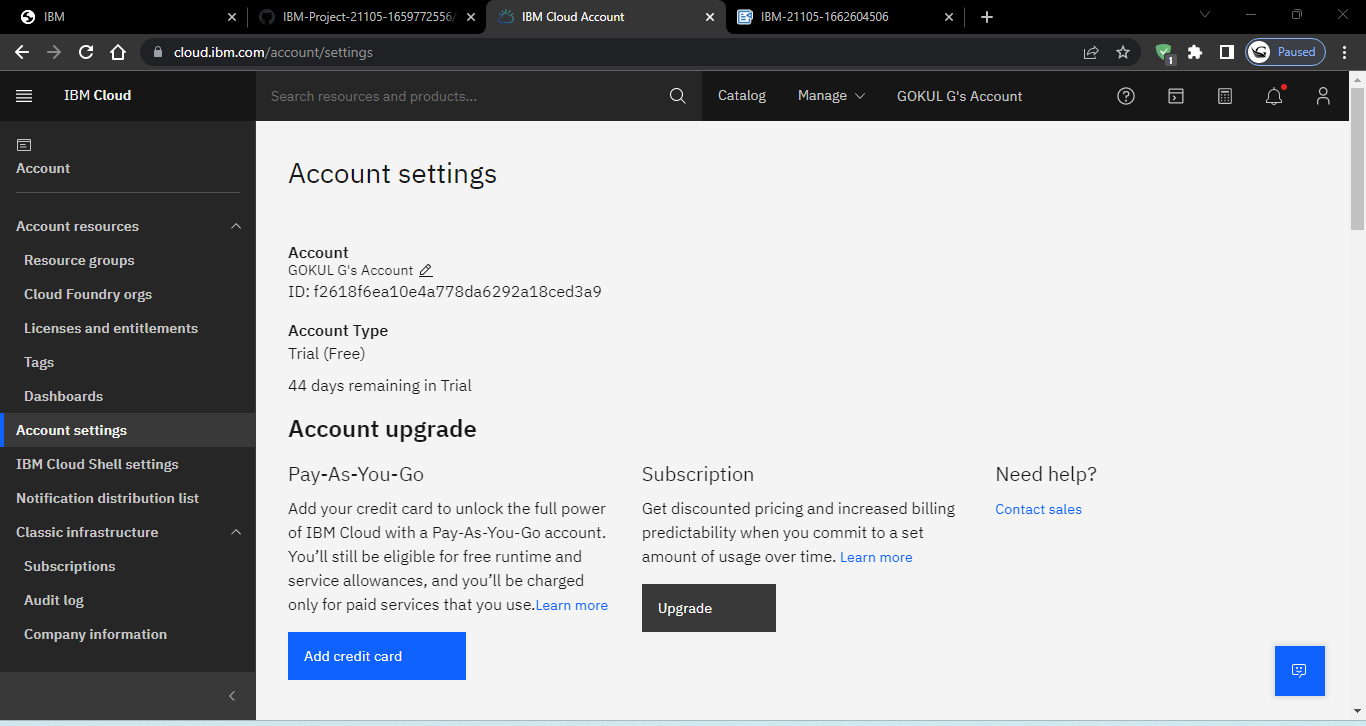 IBM
IBM-Project-21105-1659772556/
IBM Cloud Account
IBM-21105-1662604506
cloud.ibm.com/account/settings
1
Paused
IBM Cloud
Search resources and products...
Catalog
Manage
GOKUL G's Account
Account
Account resources
Resource groups
Cloud Foundry orgs
Licenses and entitlements
Tags
Dashboards
Account settings
IBM Cloud Shell settings
Notification distribution list
Classic infrastructure
Subscriptions
Audit log
Company information
Account settings
Account
GOKUL G's Account
ID: f2618f6ea10e4a778da6292a18ced3a9
Account Type
Trial (Free)
44 days remaining in Trial
Account upgrade
Pay-As-You-Go
Add your credit card to unlock the full power
of IBM Cloud with a Pay-As-You-Go account.
You’ll still be eligible for free runtime and
service allowances, and you’ll be charged
only for paid services that you use.Learn more
Add credit card
Subscription
Get discounted pricing and increased billing
predictability when you commit to a set
amount of usage over time. Learn more
Upgrade
Need help?
Contact sales